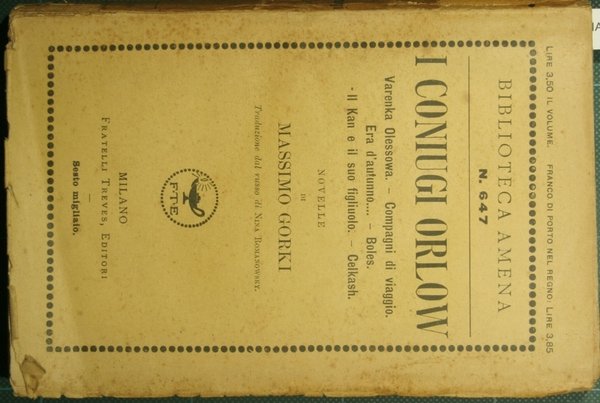 LIRE 3,50 IL VOLUME. FRANCO DI PORTO NEL REGNO: LIRE 3,85
BIBLIOTECA AMENA
N. 647
I CONIUGI ORLOW
Varenka Olessowa. - Compagni di viaggio.
Era d'autunno.... - Boles.
- Il Kan e il suo figliuolo. - Celkash.
NOVELLE
DI
MASSIMO GORKI
Traduzione dal russo di NINA ROMANOWSKY.
F·T·E
MILANO
FRATELLI TREVES, EDITORI
Sesto migliaio.